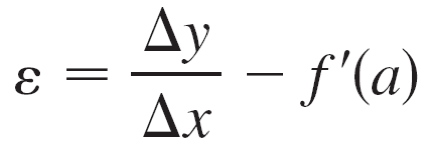 ε = Δy/Δx − f′(a)